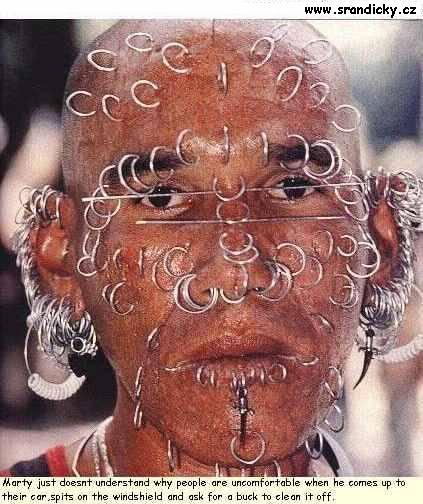 www.srandicky.cz
Marty just doesnt understand why people are uncomfortable when he comes up to
their car,spits on the windshield and ask for a buck to clean it off.